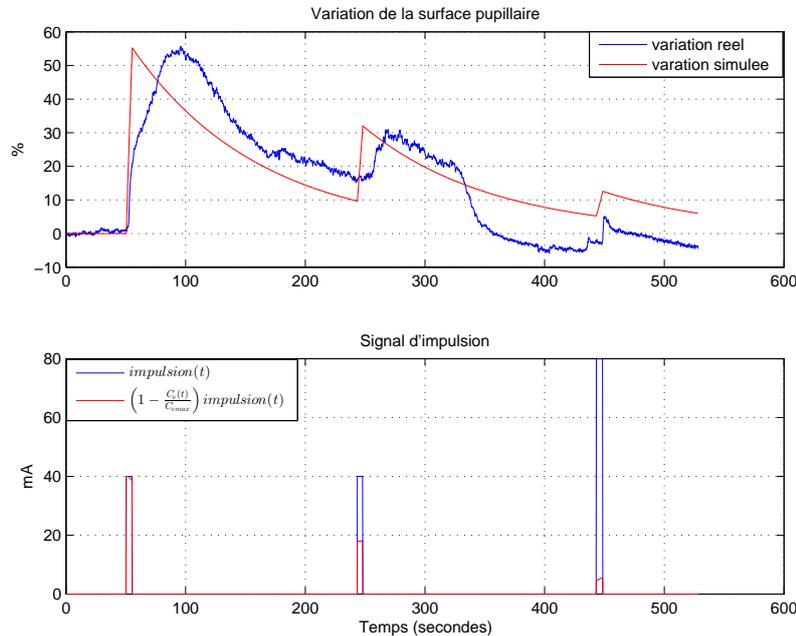 Variation de la surface pupillaire
60
50
40
30
20
10
0
−10
%
variation reel
varation simulee
0 100 200 300 400 500 600
Signal d’impulsion
80
60
40
20
0
mA
impulsion(t)
(1 − C_e(t)/C_emax) impulsion(t)
0 100 200 300 400 500 600
Temps (secondes)